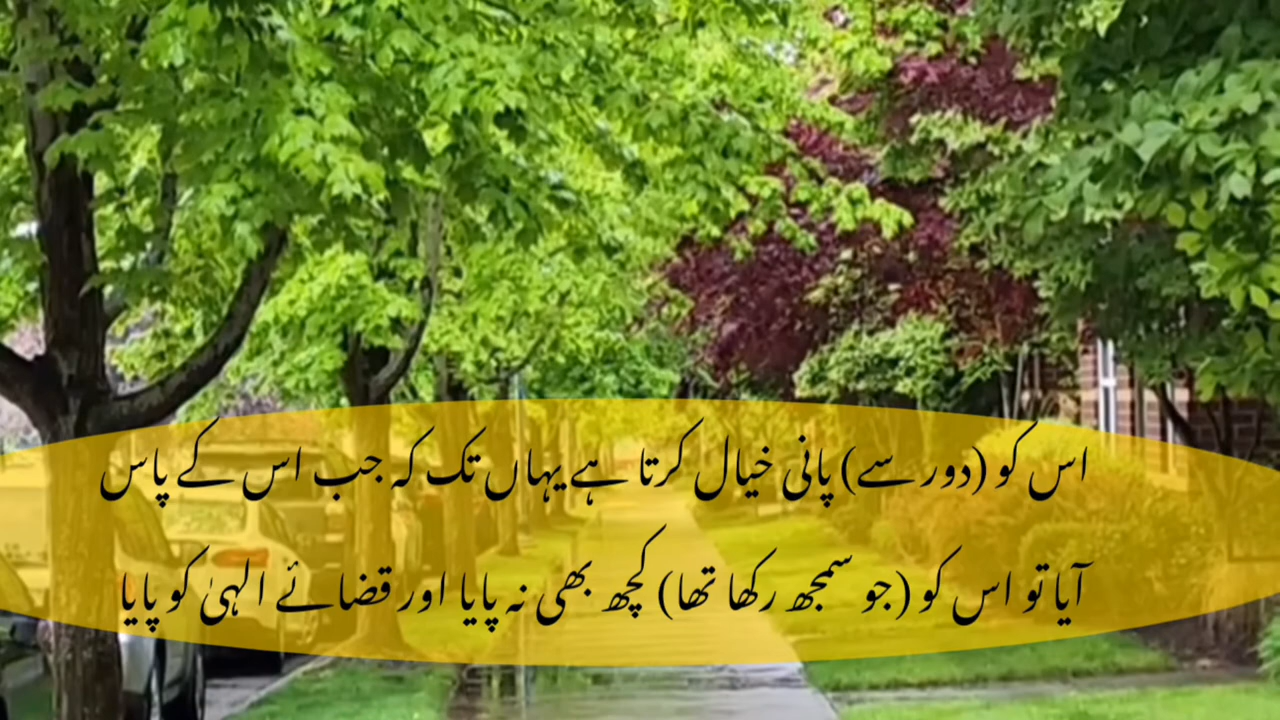 اس کو (دور سے) پانی خیال کرتا ہے یہاں تک کہ جب اس کے پاس
آیا تو اس کو (جو سمجھ رکھا تھا) کچھ بھی نہ پایا اور قضائے الہیٰ کو پایا